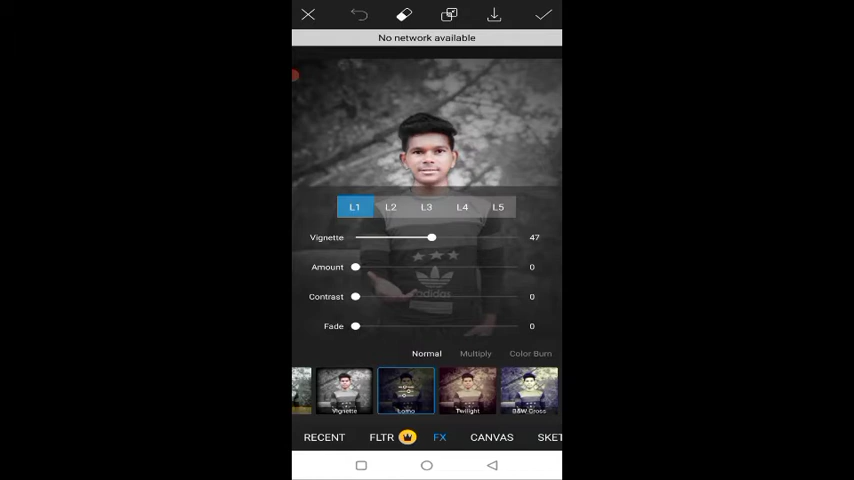 No network available
L1 L2 L3 L4 L5
Vignette 47
adidas
Amount 0
Contrast 0
Fade 0
Normal Multiply Color Burn
Vignette Lomo Twilight B&W Cross
RECENT FLTR FX CANVAS SKET